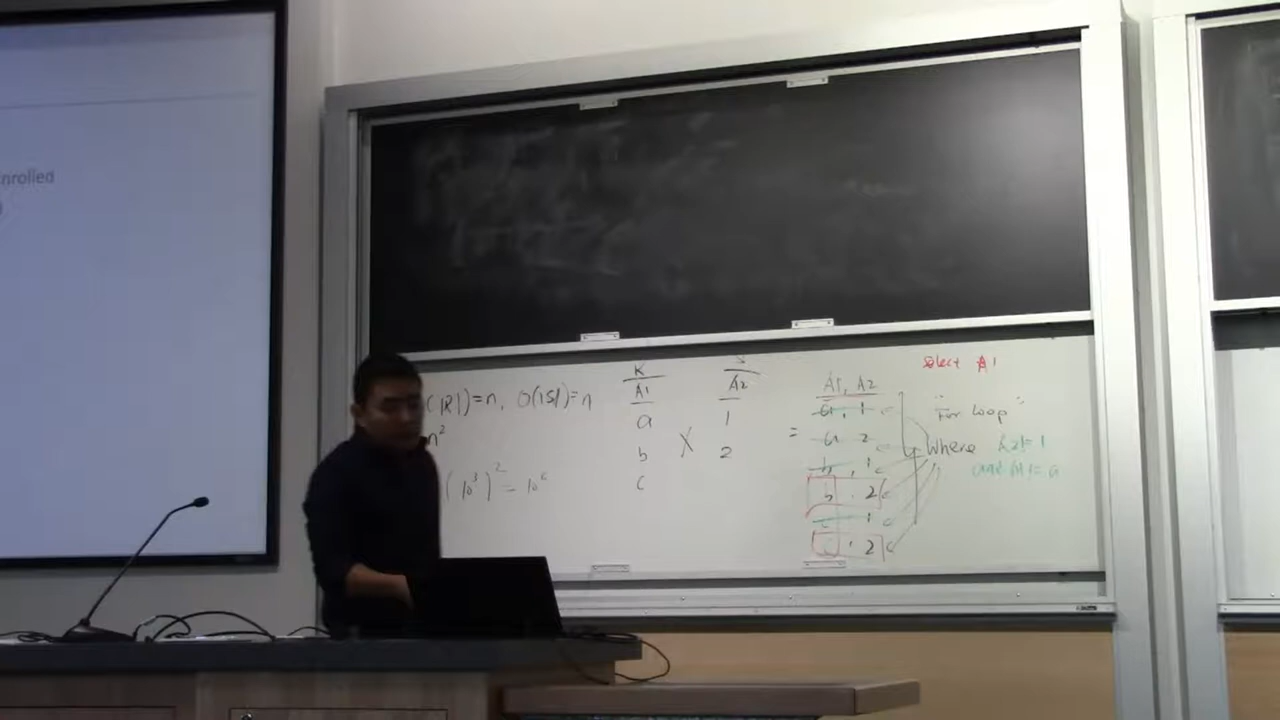 nrolled
(|R|)=n, O(|S|)=n
n²
(10³)² = 10⁶
A1
a
b
c
X
A2
1
2
=
A1, A2
a, 1
a 2
b, 1
b, 2
1
, 2
Select A1
"For loop"
Where A2!= 1
and A1!= a